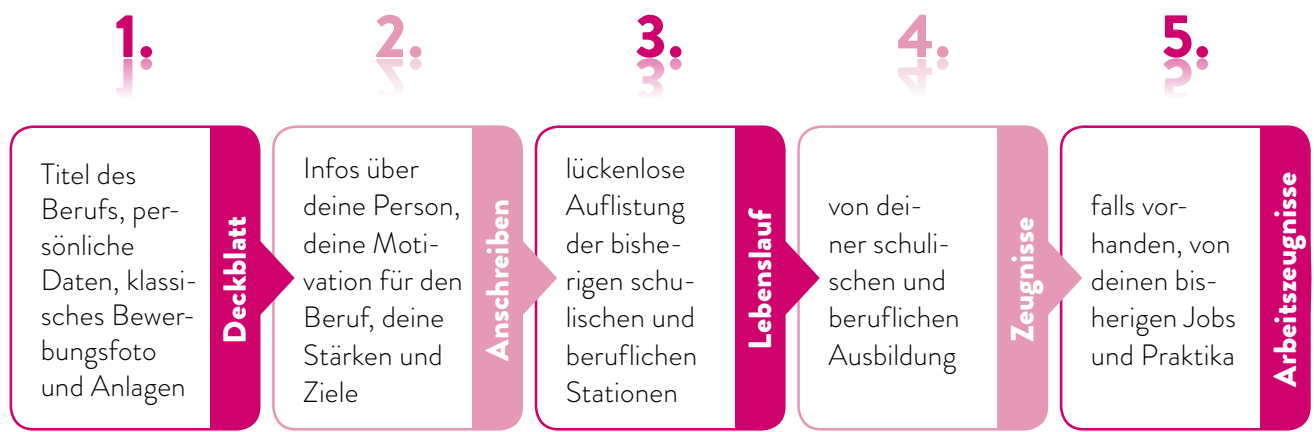 1.
Titel des
Berufs, per-
sönliche
Daten, klassi-
sches Bewer-
bungsfoto
und Anlagen
Deckblatt
2.
Infos über
deine Person,
deine Moti-
vation für den
Beruf, deine
Stärken und
Ziele
Anschreiben
3.
lückenlose
Auflistung
der bishe-
rigen schu-
lischen und
beruflichen
Stationen
Lebenslauf
4.
von dei-
ner schuli-
schen und
beruflichen
Ausbildung
Zeugnisse
5.
falls vor-
handen, von
deinen bis-
herigen Jobs
und Praktika
Arbeitszeugnisse